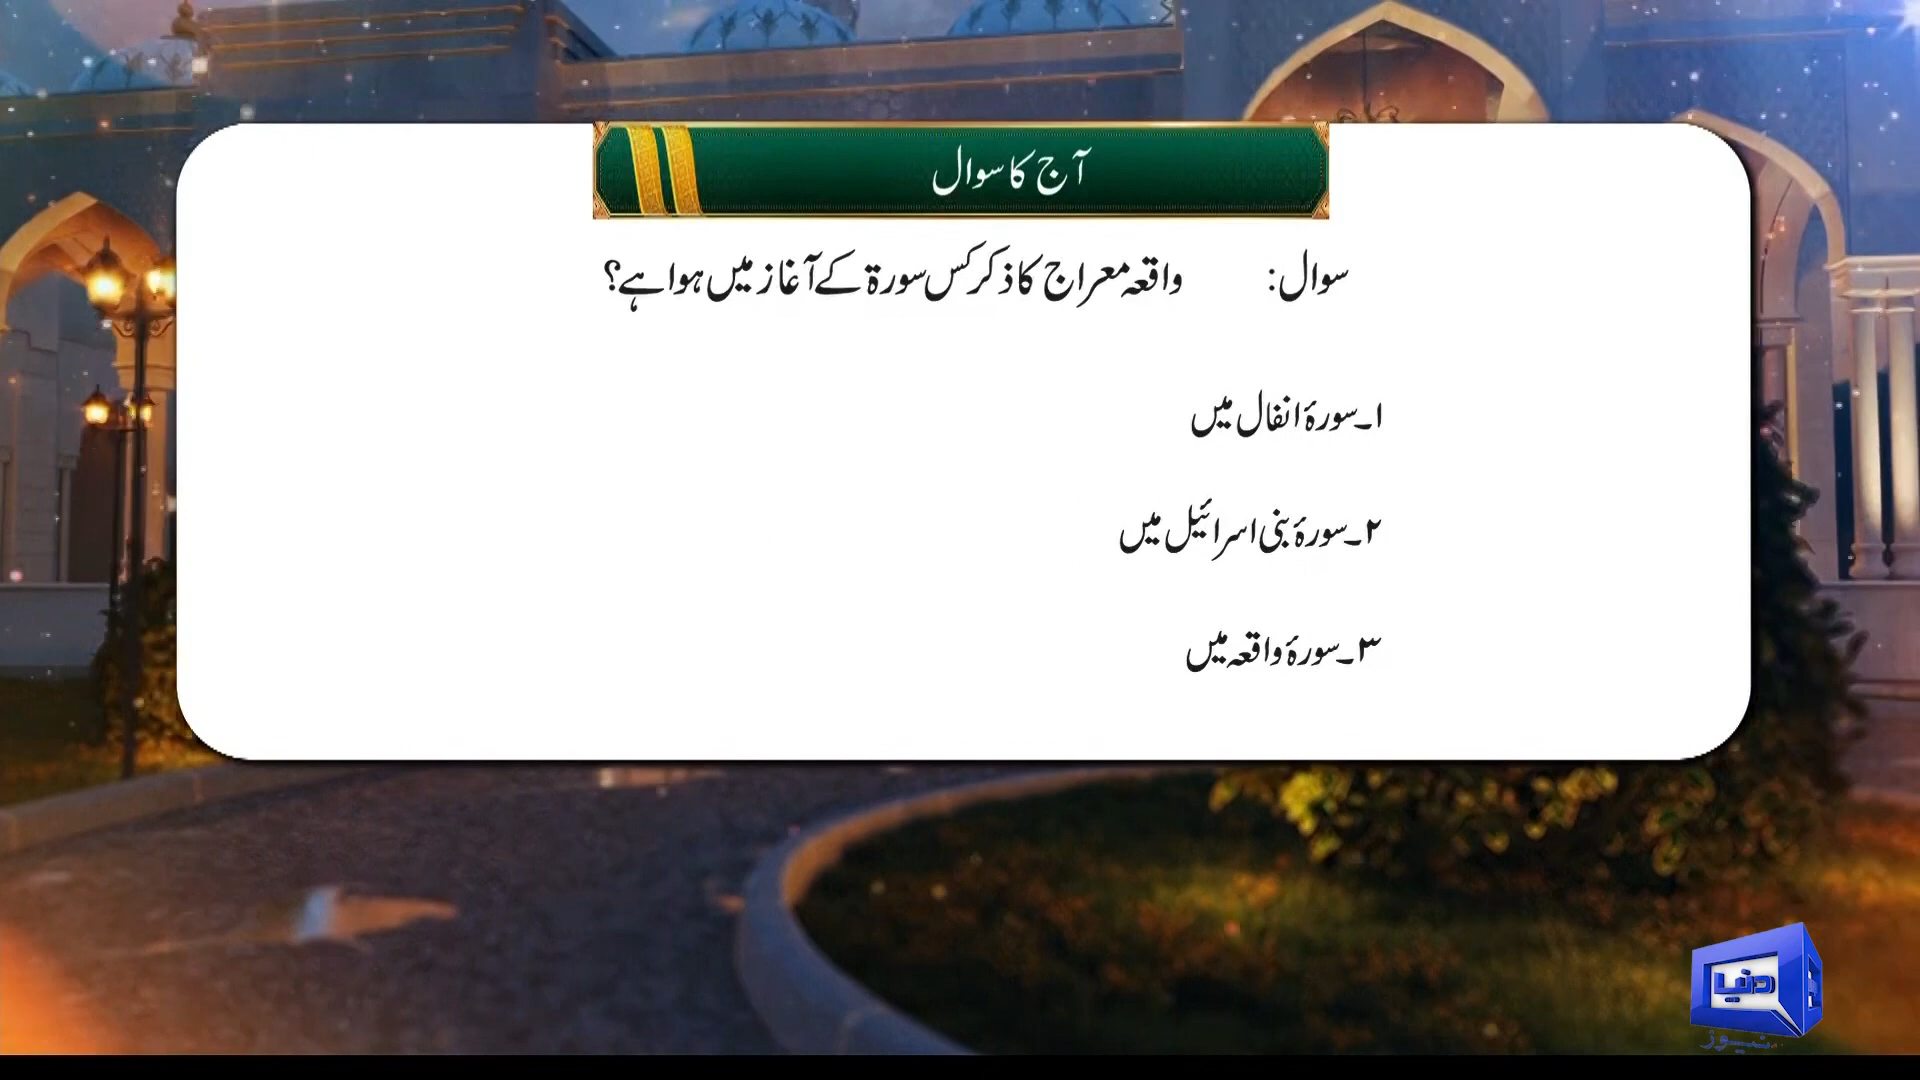 آج کا سوال
سوال: واقعہ معراج کا ذکر کس سورۃ کے آغاز میں ہوا ہے؟
۱۔سورۂ انفال میں
۲۔سورۂ بنی اسرائیل میں
۳۔سورۂ واقعہ میں
دنیا
نیوز